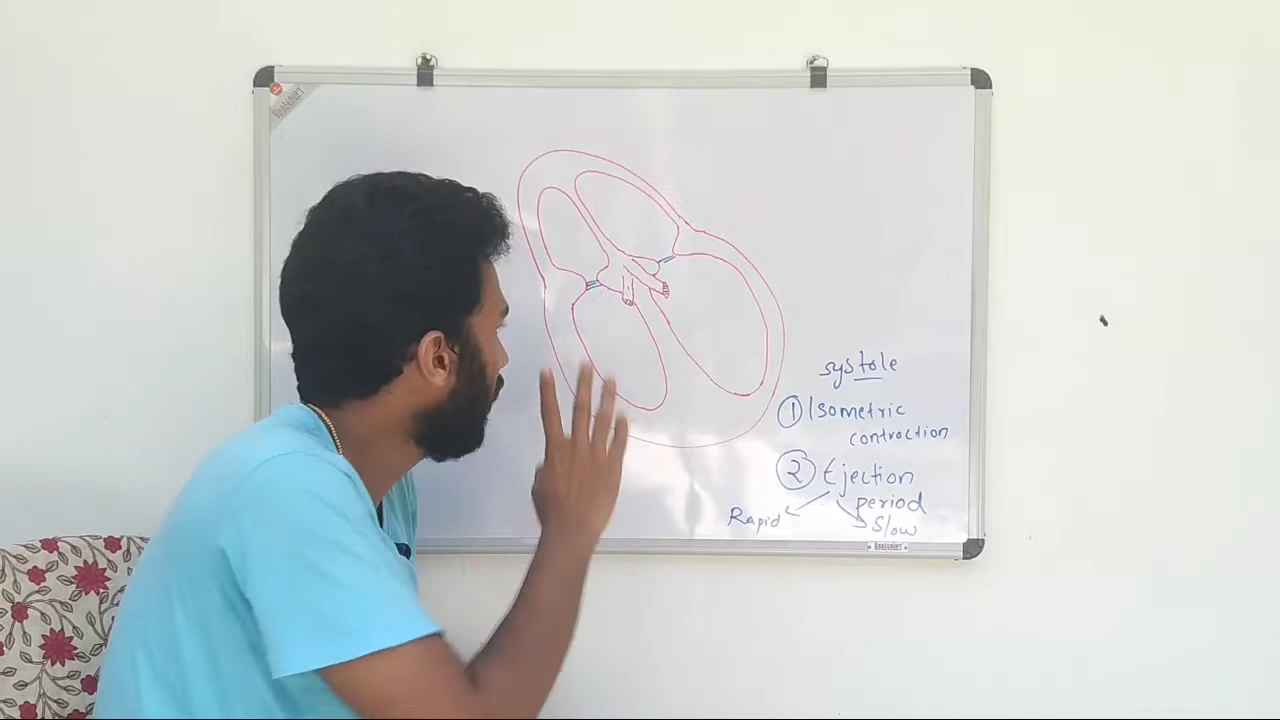 systole
① Isometric
contraction
② Ejection
period
Rapid
Slow